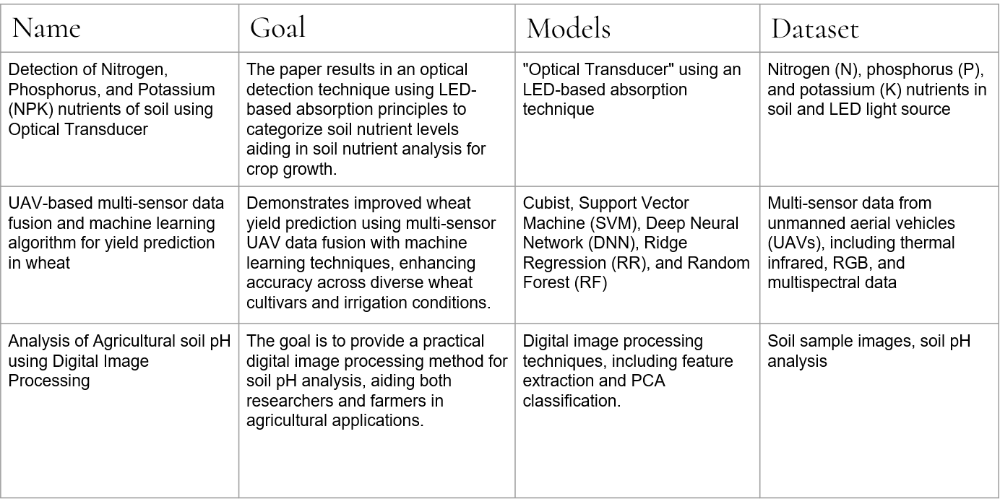 Name
Goal
Models
Dataset
Detection of Nitrogen,
Phosphorus, and Potassium
(NPK) nutrients of soil using
Optical Transducer
The paper results in an optical
detection technique using LED-
based absorption principles to
categorize soil nutrient levels
aiding in soil nutrient analysis for
crop growth.
"Optical Transducer" using an
LED-based absorption
technique
Nitrogen (N), phosphorus (P),
and potassium (K) nutrients in
soil and LED light source
UAV-based multi-sensor data
fusion and machine learning
algorithm for yield prediction
in wheat
Demonstrates improved wheat
yield prediction using multi-sensor
UAV data fusion with machine
learning techniques, enhancing
accuracy across diverse wheat
cultivars and irrigation conditions.
Cubist, Support Vector
Machine (SVM), Deep Neural
Network (DNN), Ridge
Regression (RR), and Random
Forest (RF)
Multi-sensor data from
unmanned aerial vehicles
(UAVs), including thermal
infrared, RGB, and
multispectral data
Analysis of Agricultural soil pH
using Digital Image
Processing
The goal is to provide a practical
digital image processing method for
soil pH analysis, aiding both
researchers and farmers in
agricultural applications.
Digital image processing
techniques, including feature
extraction and PCA
classification.
Soil sample images, soil pH
analysis